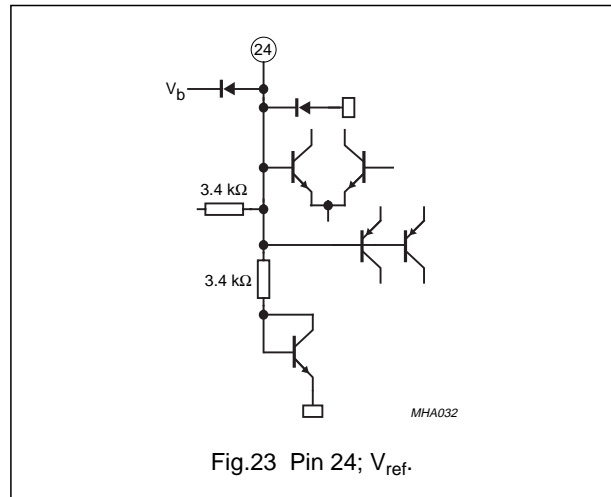 24
V_b
3.4 kΩ
3.4 kΩ
MHA032
Fig.23 Pin 24; V_ref.